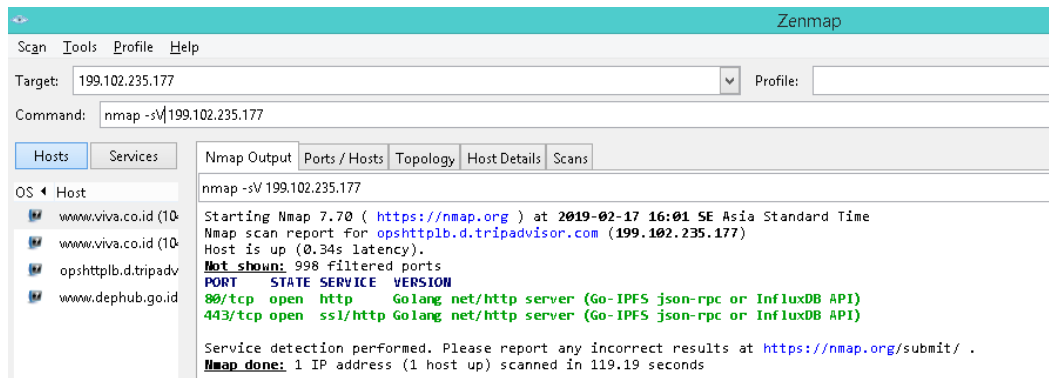 Zenmap
Scan Tools Profile Help
Target: 199.102.235.177 Profile:
Command: nmap -sV 199.102.235.177
Hosts Services
Nmap Output Ports / Hosts Topology Host Details Scans
OS Host
nmap -sV 199.102.235.177
www.viva.co.id (10
www.viva.co.id (10
opshttplb.d.tripadv
www.dephub.go.id
Starting Nmap 7.70 ( https://nmap.org ) at 2019-02-17 16:01 SE Asia Standard Time
Nmap scan report for opshttplb.d.tripadvisor.com (199.102.235.177)
Host is up (0.34s latency).
Not shown: 998 filtered ports
PORT STATE SERVICE VERSION
80/tcp open http Golang net/http server (Go-IPFS json-rpc or InfluxDB API)
443/tcp open ssl/http Golang net/http server (Go-IPFS json-rpc or InfluxDB API)
Service detection performed. Please report any incorrect results at https://nmap.org/submit/ .
Nmap done: 1 IP address (1 host up) scanned in 119.19 seconds